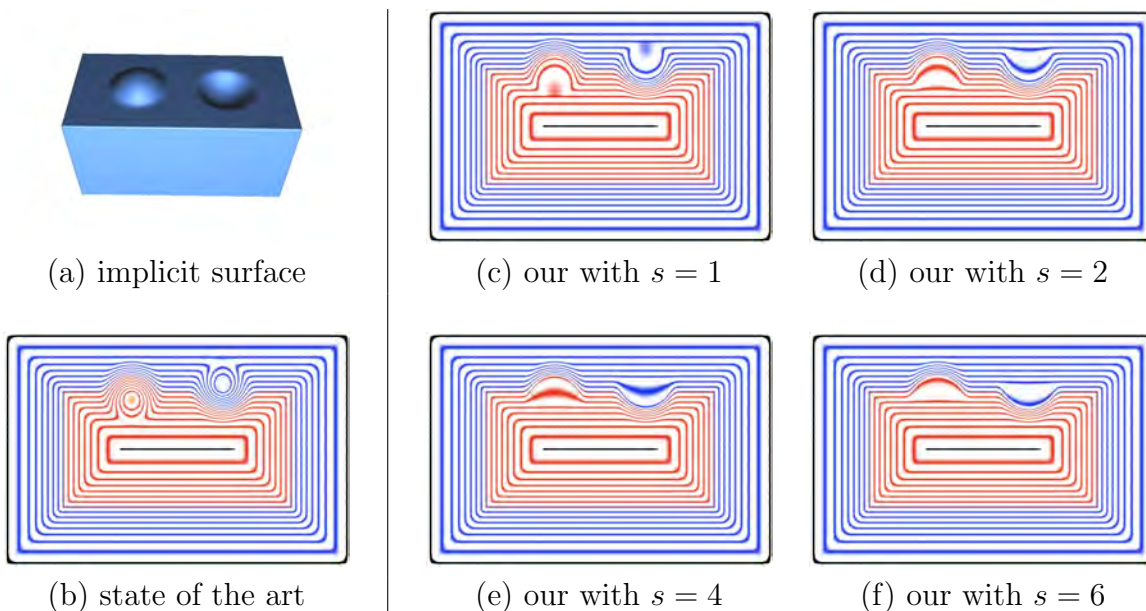 (a) implicit surface
(c) our with s = 1
(d) our with s = 2
(b) state of the art
(e) our with s = 4
(f) our with s = 6